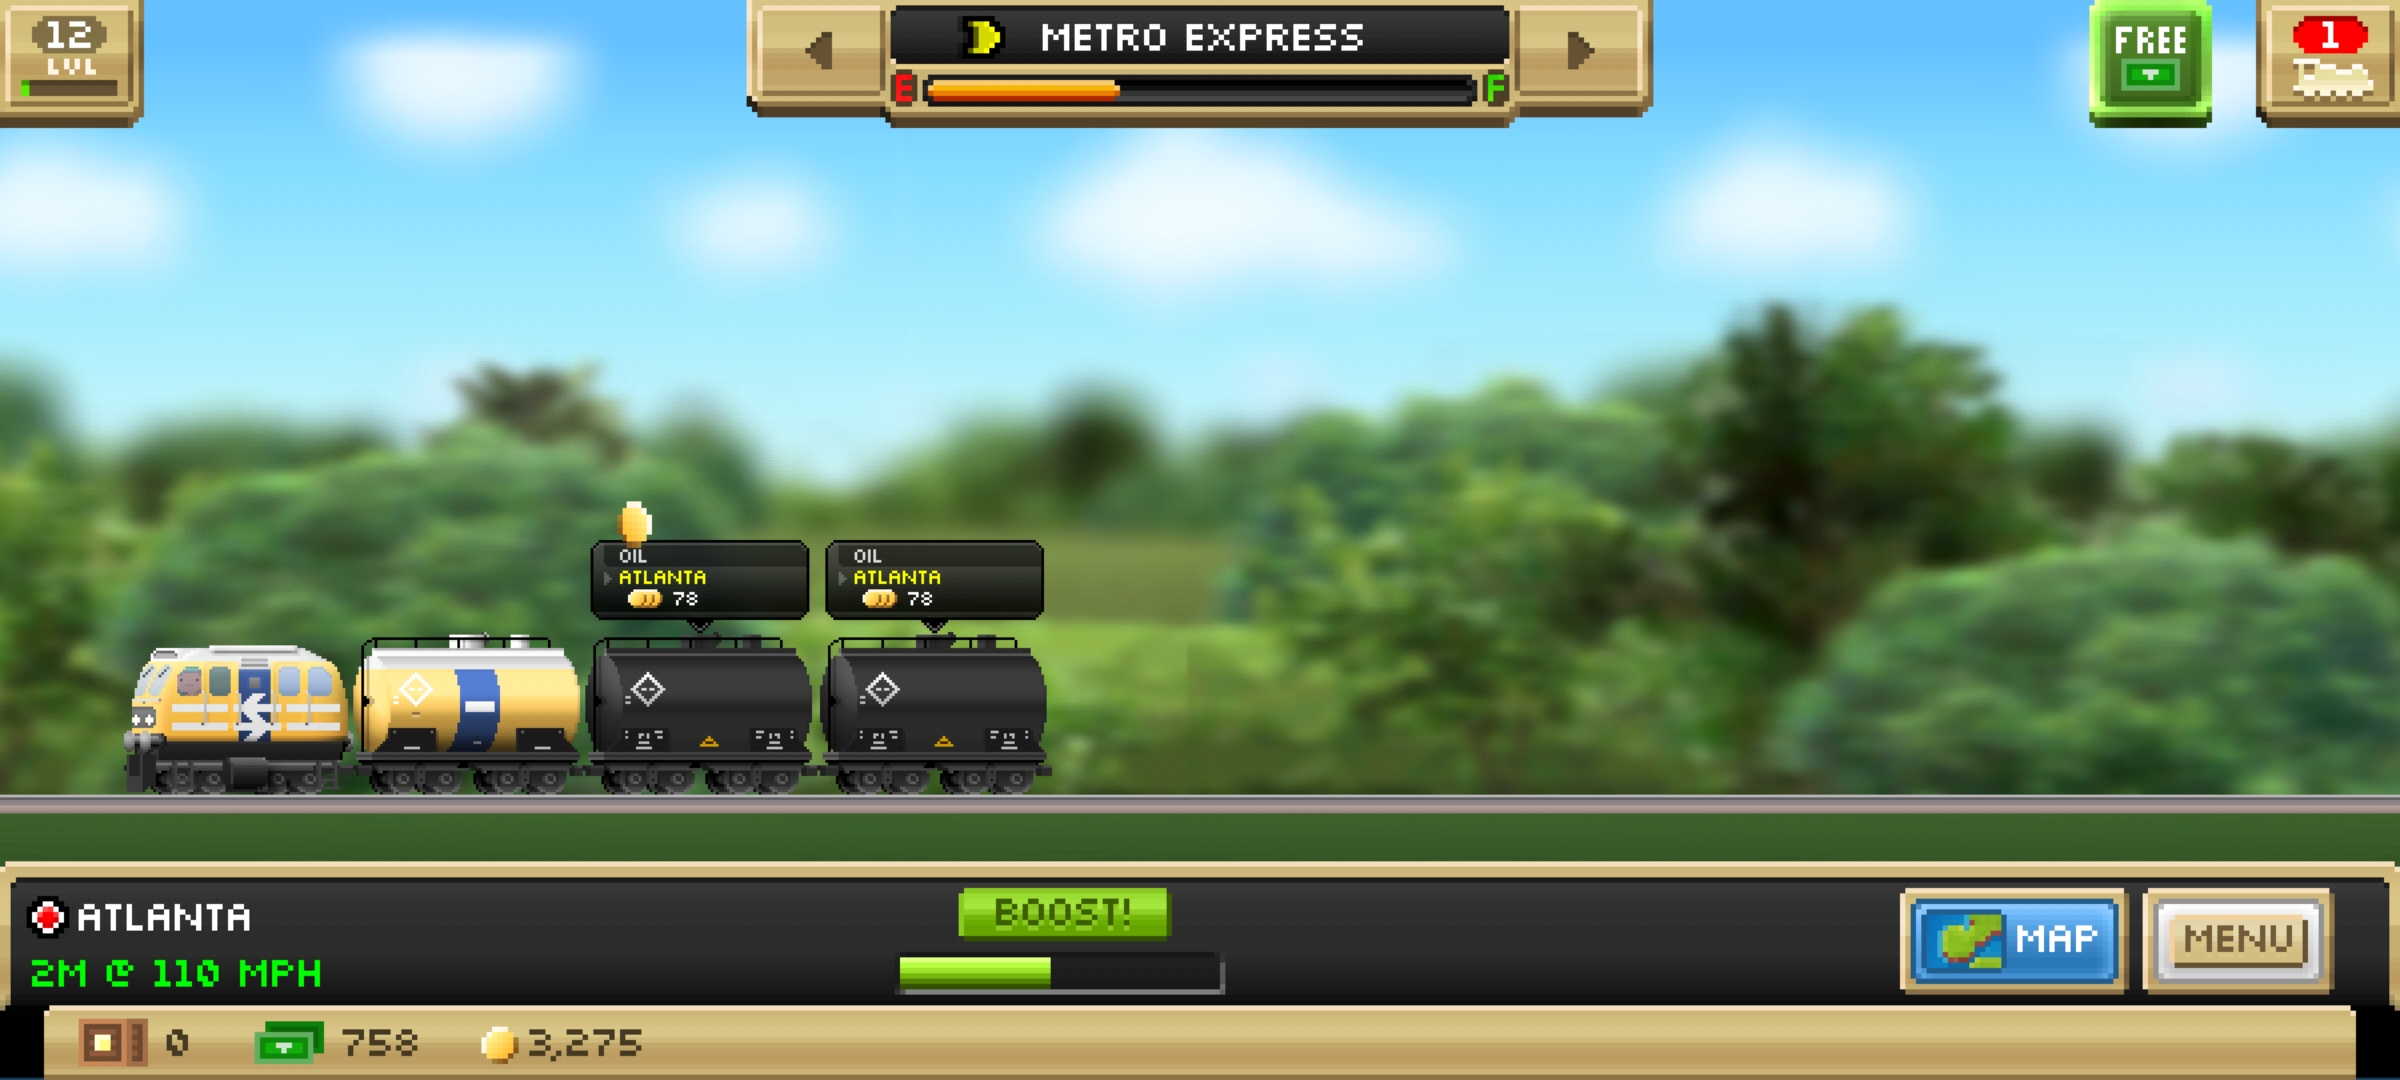 12
LVL
METRO EXPRESS
E
F
FREE
1
OIL
ATLANTA
78
OIL
ATLANTA
78
ATLANTA
2M @ 110 MPH
BOOST!
MAP
MENU
0
758
3,275